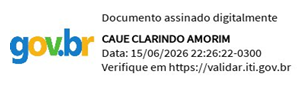 gov.br
Documento assinado digitalmente
CAUE CLARINDO AMORIM
Data: 15/06/2026 22:26:22-0300
Verifique em https://validar.iti.gov.br